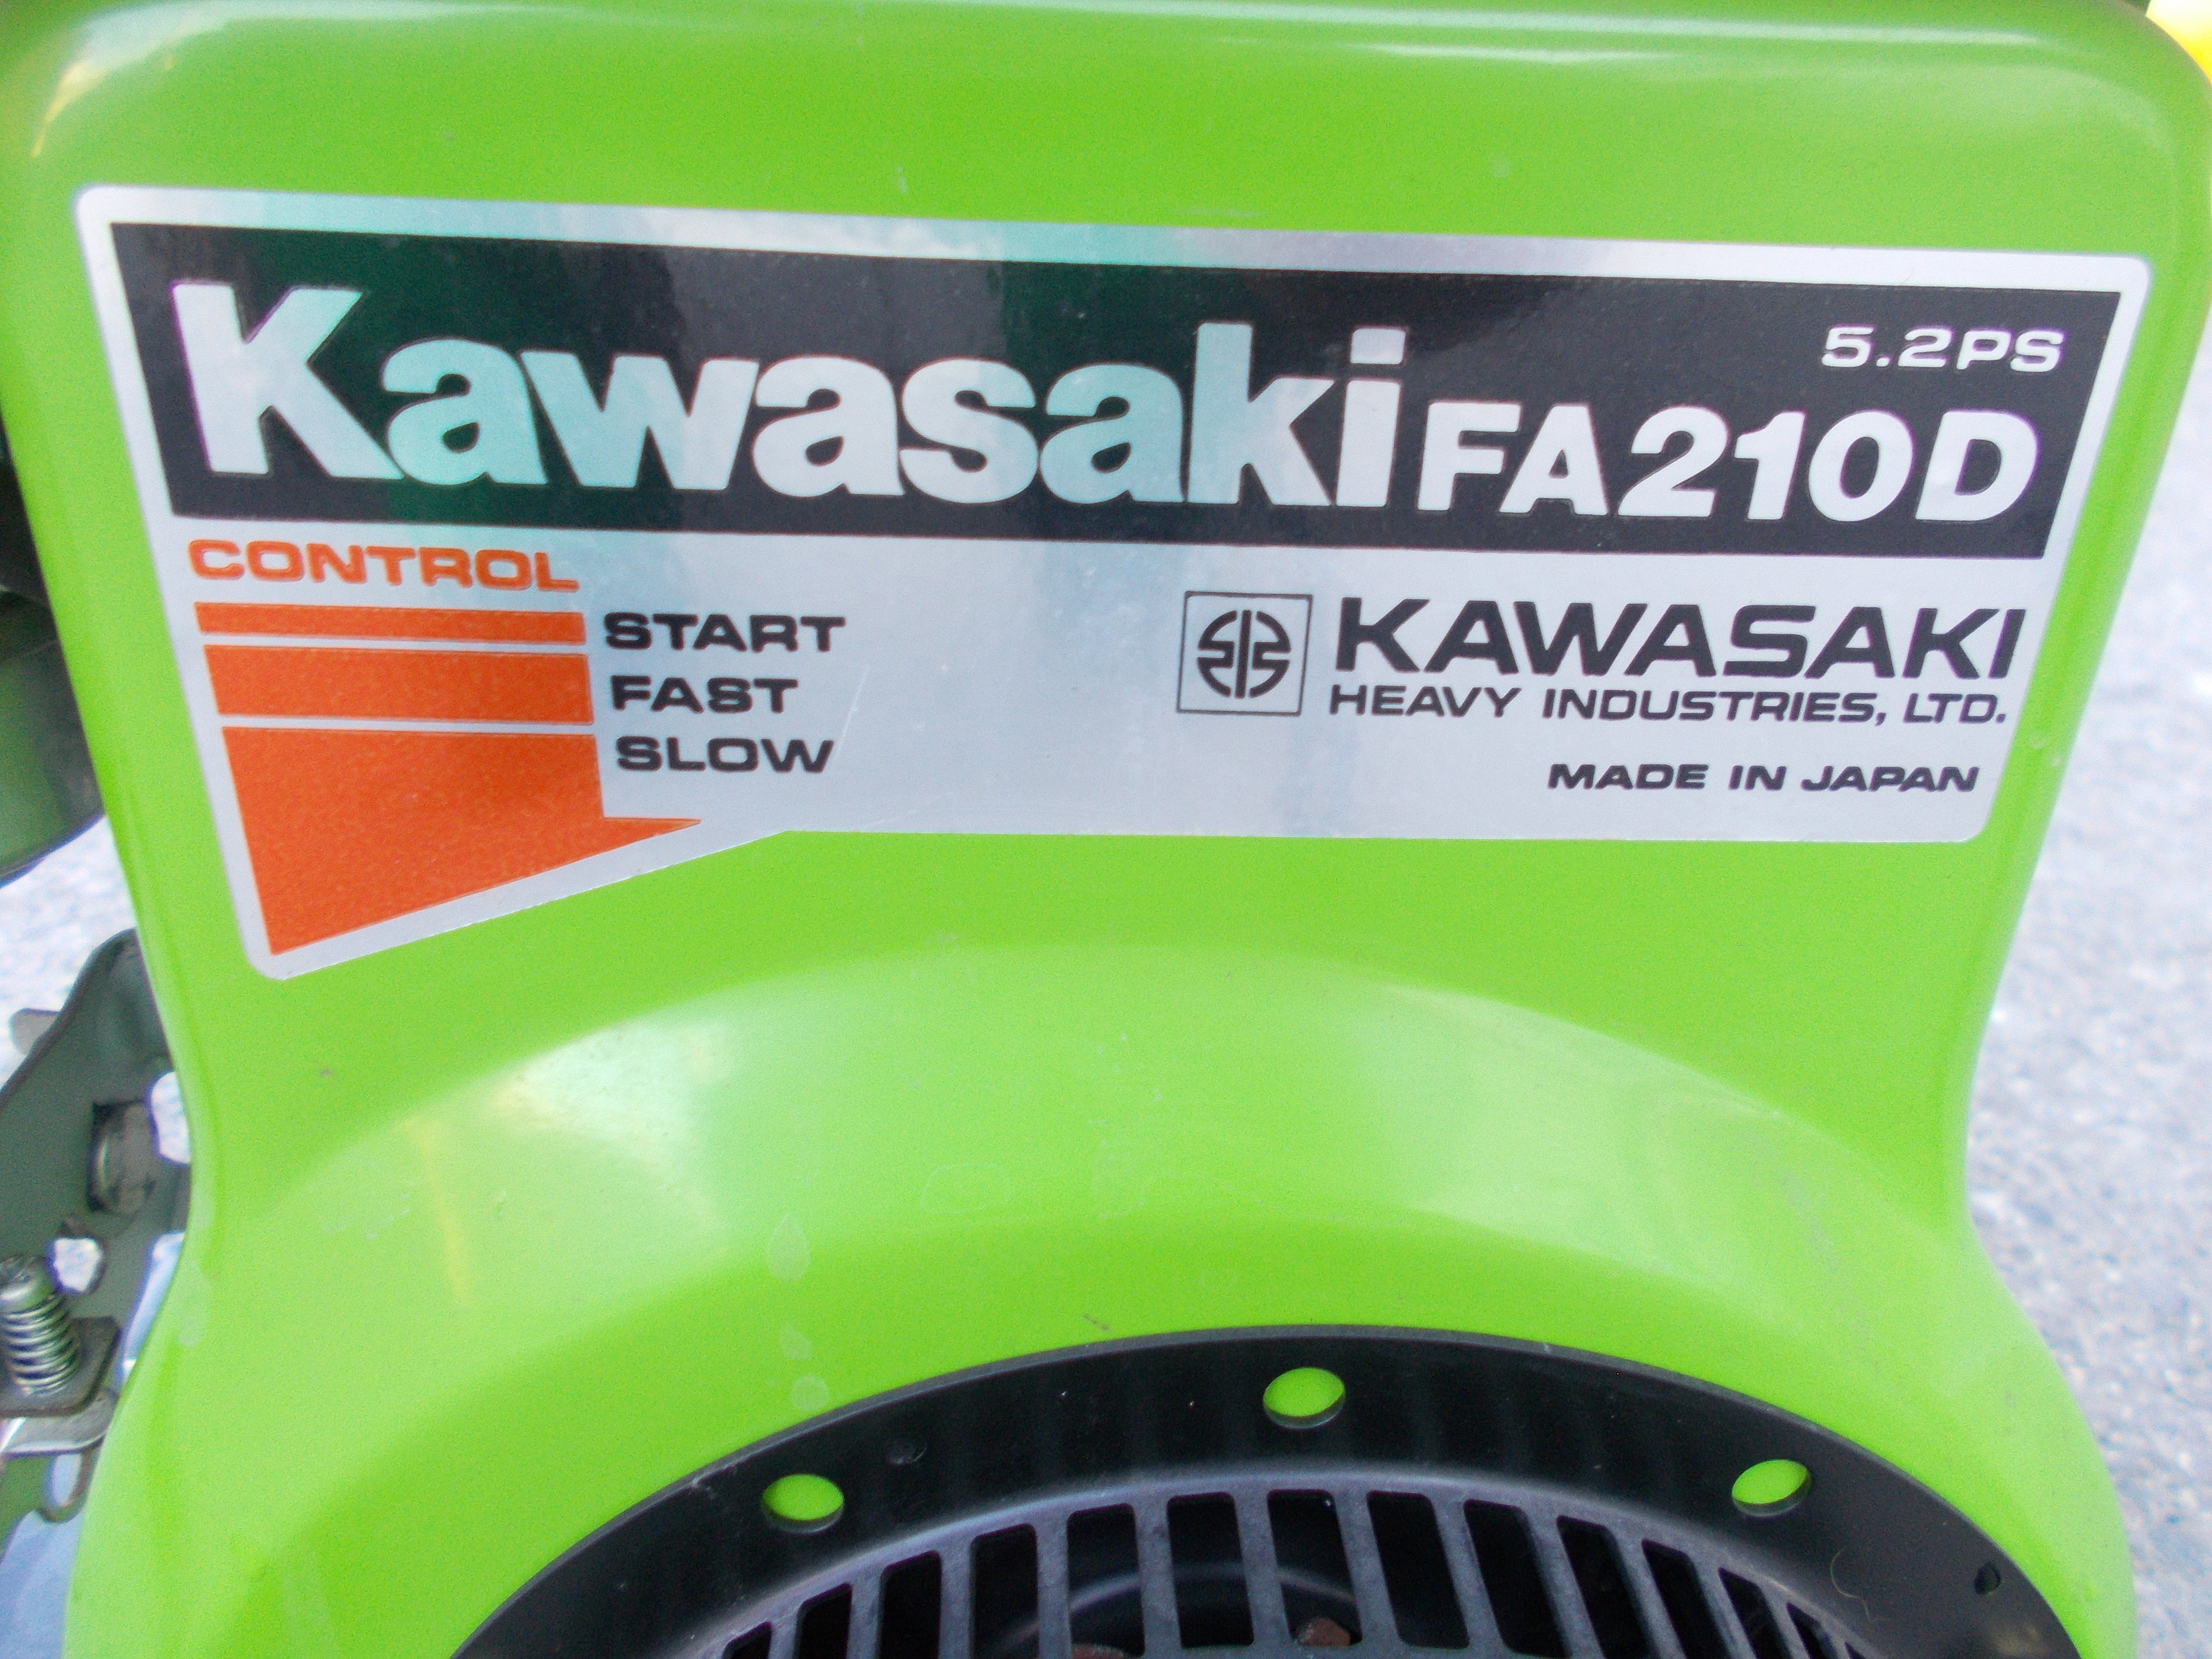 5.2PS
Kawasaki FA210D
CONTROL
START
FAST
SLOW
KAWASAKI
HEAVY INDUSTRIES, LTD.
MADE IN JAPAN